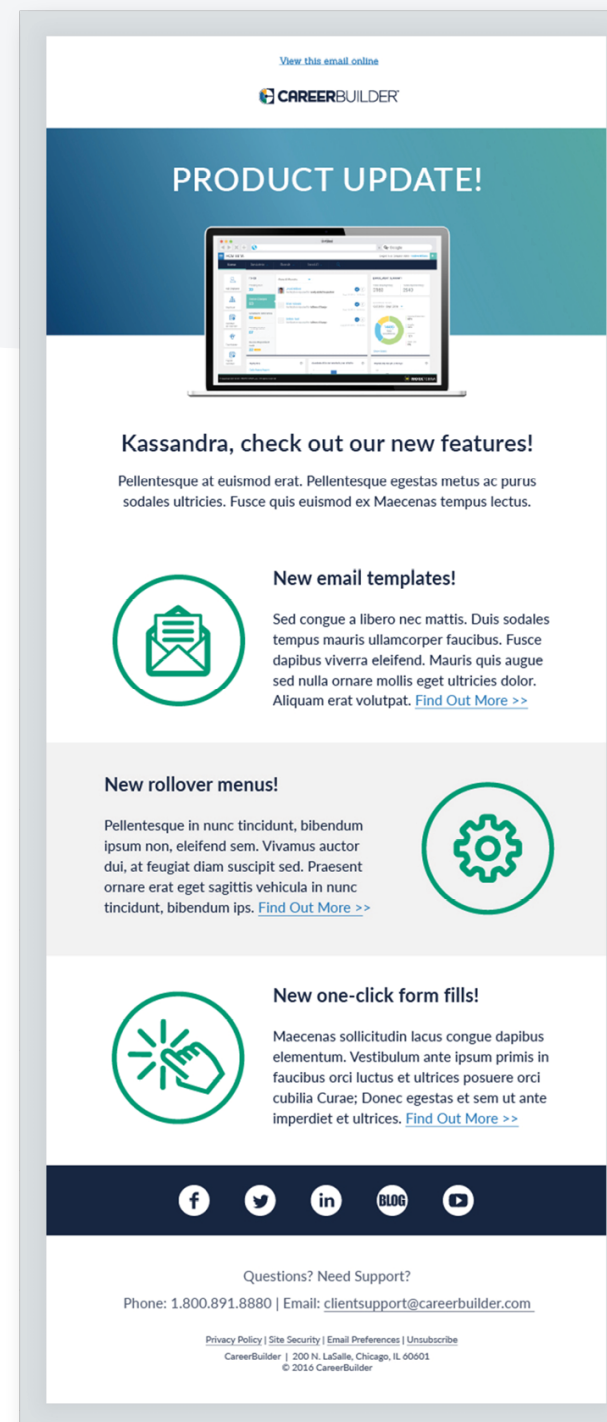 View this email online
CAREERBUILDER
PRODUCT UPDATE!
Kassandra, check out our new features!
Pellentesque at euismod erat. Pellentesque egestas metus ac purus
sodales ultricies. Fusce quis euismod ex Maecenas tempus lectus.
New email templates!
Sed congue a libero nec mattis. Duis sodales
tempus mauris ullamcorper faucibus. Fusce
dapibus viverra eleifend. Mauris quis augue
sed nulla ornare mollis eget ultricies dolor.
Aliquam erat volutpat. Find Out More >>
New rollover menus!
Pellentesque in nunc tincidunt, bibendum
ipsum non, eleifend sem. Vivamus auctor
dui, at feugiat diam suscipit sed. Praesent
ornare erat eget sagittis vehicula in nunc
tincidunt, bibendum ips. Find Out More >>
New one-click form fills!
Maecenas sollicitudin lacus congue dapibus
elementum. Vestibulum ante ipsum primis in
faucibus orci luctus et ultrices posuere orci
cubilia Curae; Donec egestas et sem ut ante
imperdiet et ultrices. Find Out More >>
BLOG
Questions? Need Support?
Phone: 1.800.891.8880 | Email: clientsupport@careerbuilder.com
Privacy Policy | Site Security | Email Preferences | Unsubscribe
CareerBuilder | 200 N. LaSalle, Chicago, IL 60601
© 2016 CareerBuilder